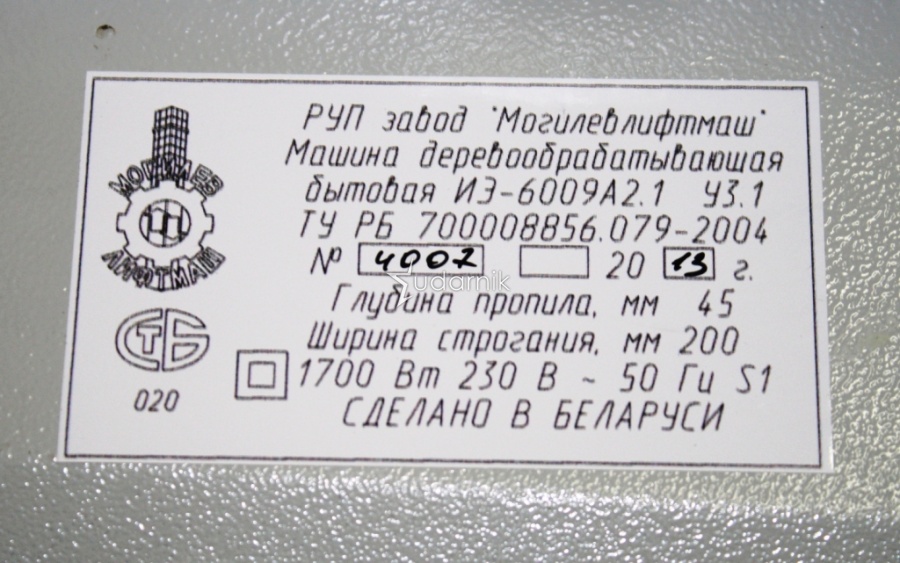 РУП завод "Могилевлифтмаш"
Машина деревообрабатывающая
бытовая ИЭ-6009А2.1 У3.1
ТУ РБ 700008856.079-2004
№ 4007 20 13 г.
Глубина пропила, мм 45
Ширина строгания, мм 200
1700 Вт 230 В ~ 50 Гц S1
СДЕЛАНО В БЕЛАРУСИ
МОГИЛЕВ
ЛИФТМАШ
СТБ
020
Sudarnik